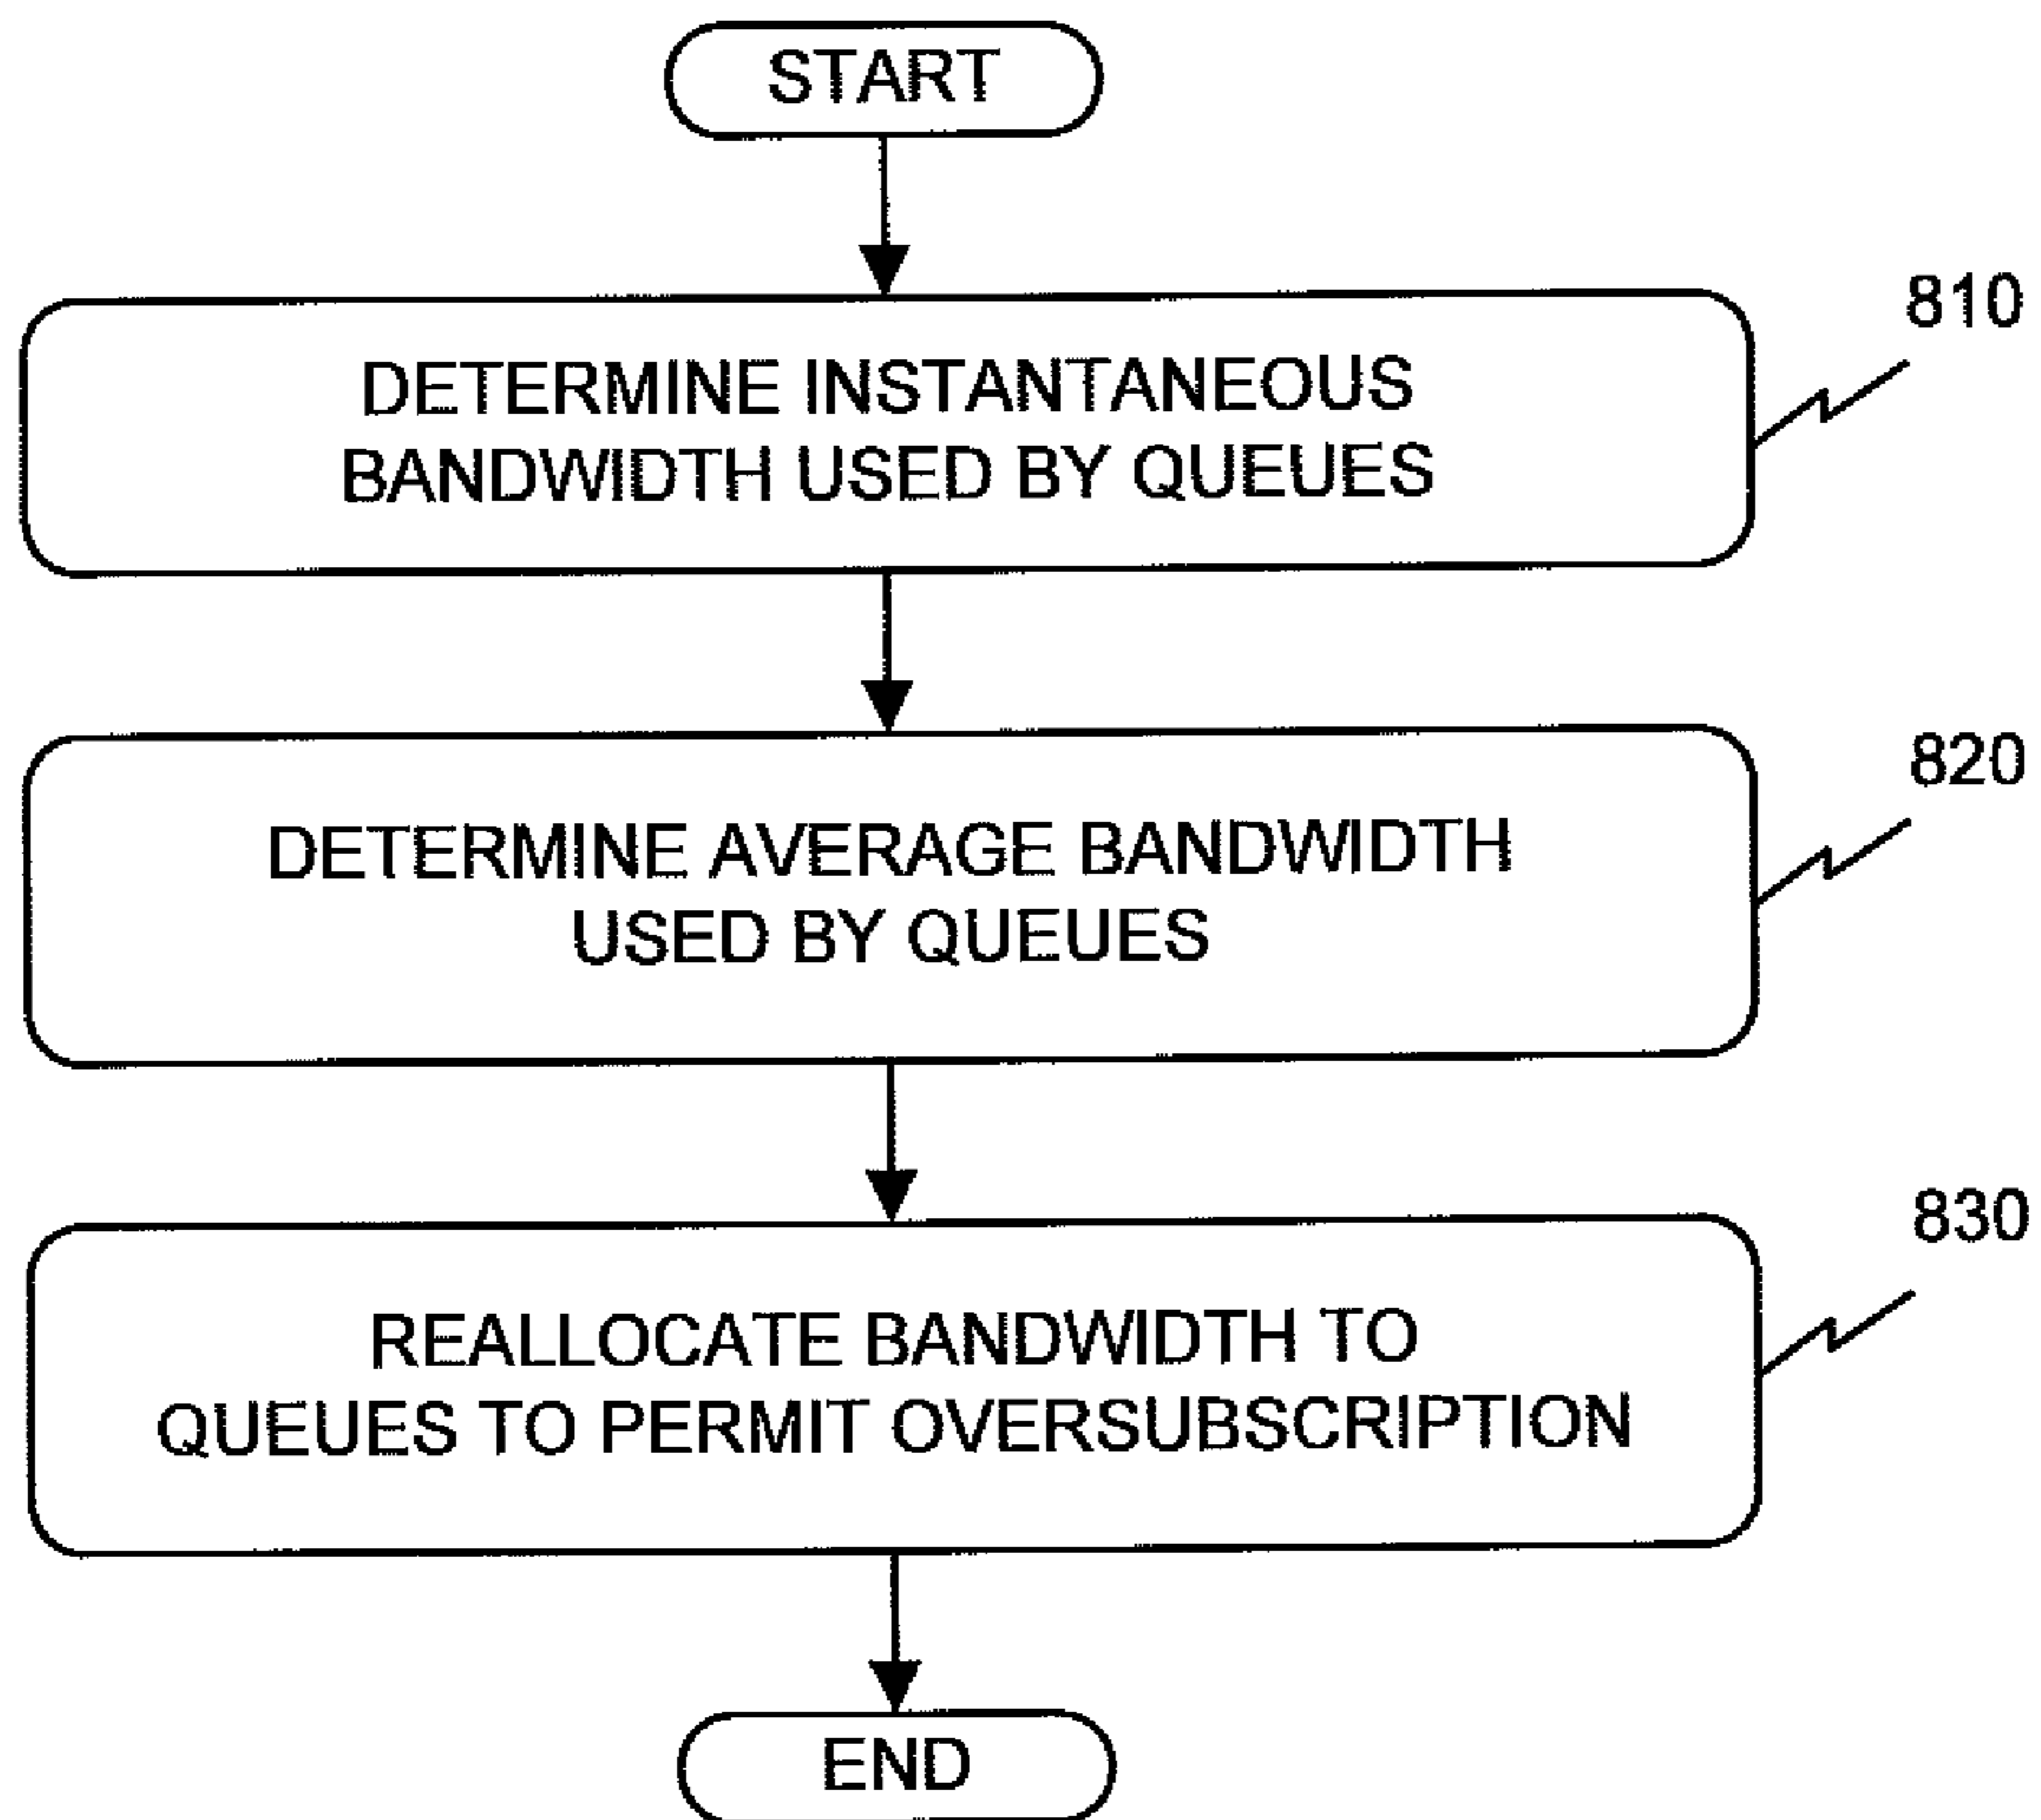 START
810
DETERMINE INSTANTANEOUS
BANDWIDTH USED BY QUEUES
820
DETERMINE AVERAGE BANDWIDTH
USED BY QUEUES
830
REALLOCATE BANDWIDTH TO
QUEUES TO PERMIT OVERSUBSCRIPTION
END